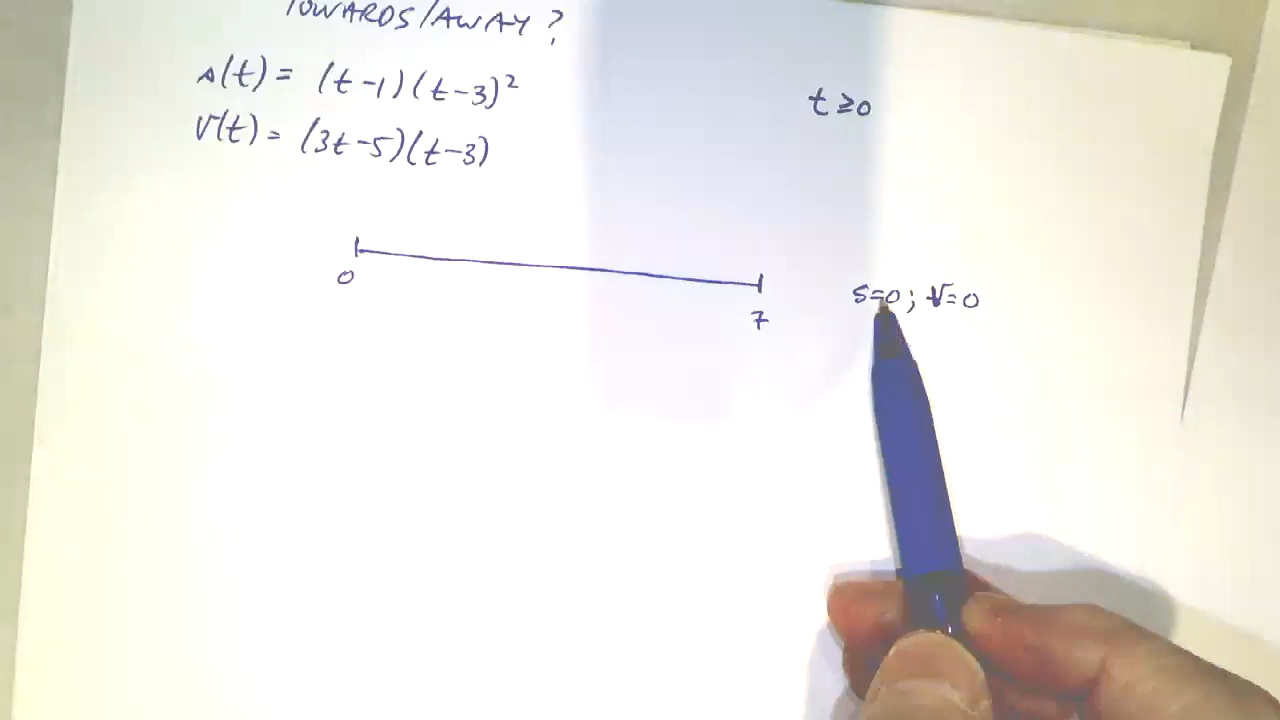 TOWARDS/AWAY?
s(t) = (t-1)(t-3)²
t ≥ 0
v(t) = (3t-5)(t-3)
0
7
s=0; v=0